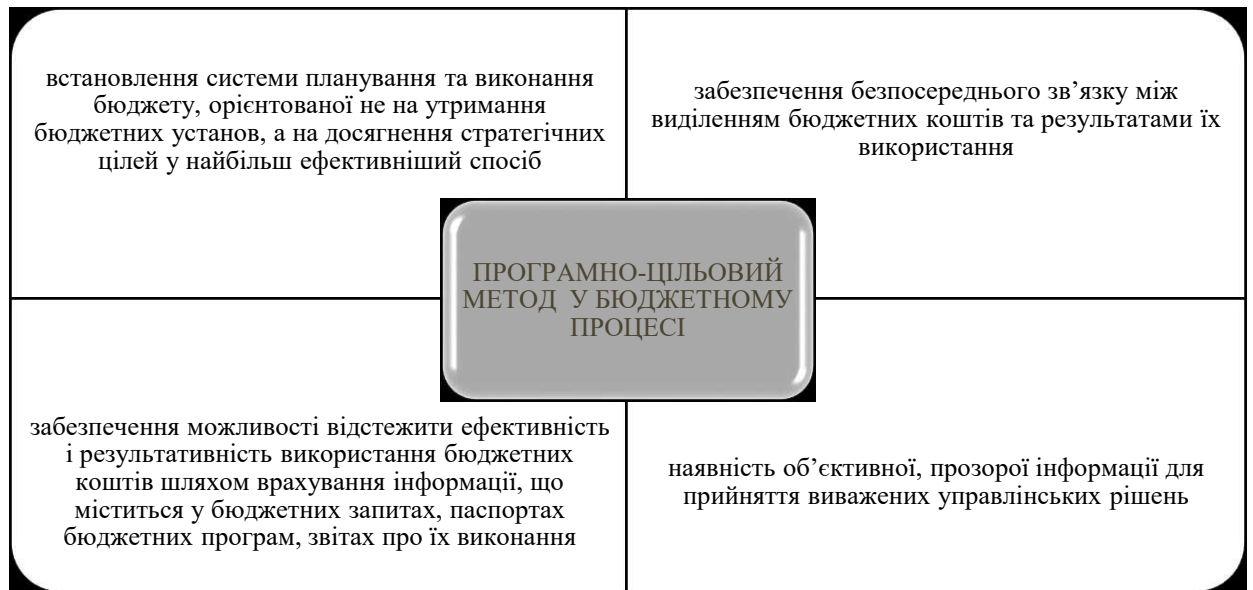 встановлення системи планування та виконання
бюджету, орієнтованої не на утримання
бюджетних установ, а на досягнення стратегічних
цілей у найбільш ефективніший спосіб
забезпечення безпосереднього зв’язку між
виділенням бюджетних коштів та результатами їх
використання
ПРОГРАМНО-ЦІЛЬОВИЙ
МЕТОД У БЮДЖЕТНОМУ
ПРОЦЕСІ
забезпечення можливості відстежити ефективність
і результативність використання бюджетних
коштів шляхом врахування інформації, що
міститься у бюджетних запитах, паспортах
бюджетних програм, звітах про їх виконання
наявність об’єктивної, прозорої інформації для
прийняття виважених управлінських рішень